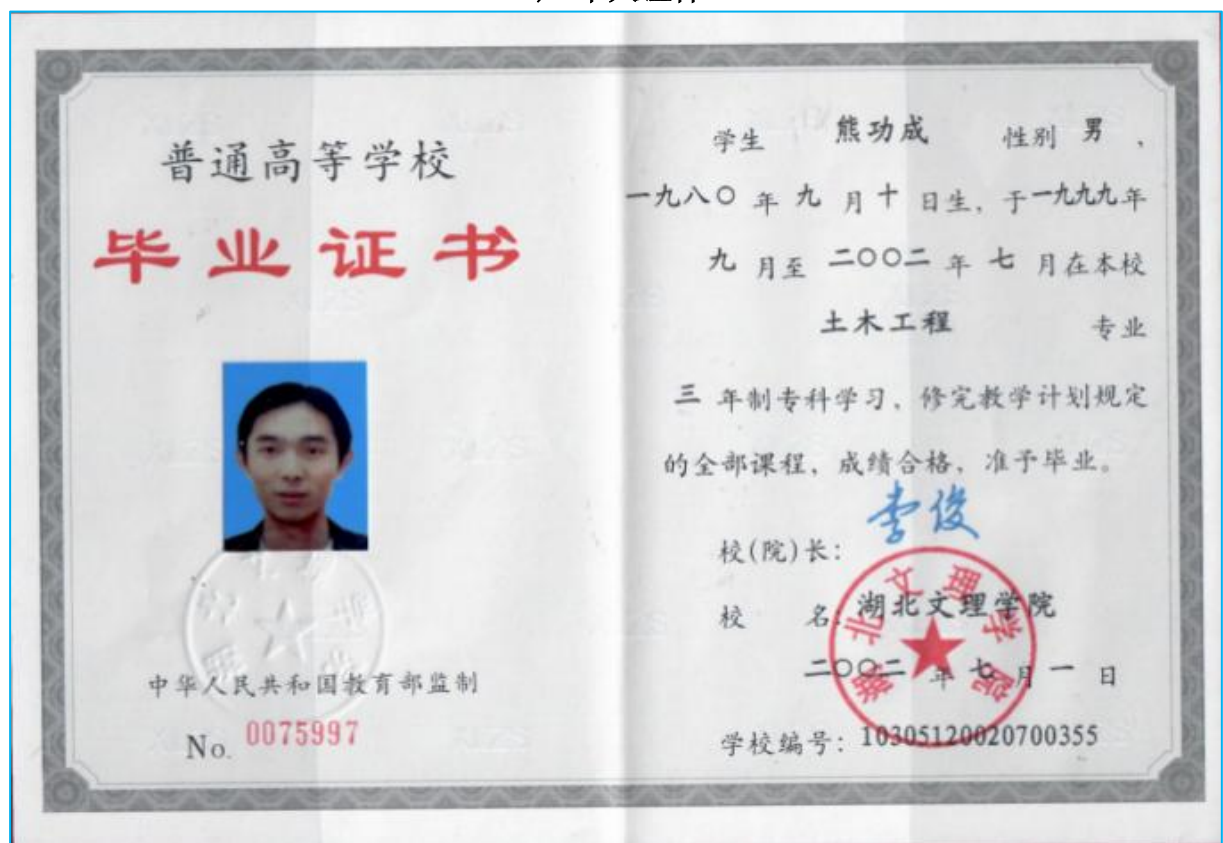 普通高等学校
毕业证书
中华人民共和国教育部监制
No. 0075997
学生 熊功成 性别 男，
一九八〇 年 九 月 十 日生，于 一九九九 年
九 月至 二〇〇二 年 七 月在本校
土木工程 专业
三 年制专科学习，修完教学计划规定
的全部课程，成绩合格，准予毕业。
校(院)长：李俊
校 名：湖北文理学院
二〇〇二 年 七 月 一 日
学校编号：10305120020700355
湖北文理学院